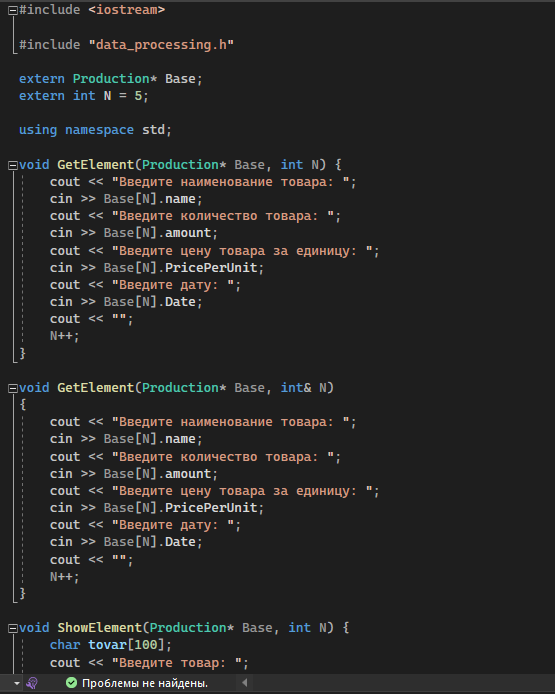 #include <iostream>
#include "data_processing.h"
extern Production* Base;
extern int N = 5;
using namespace std;
void GetElement(Production* Base, int N) {
cout << "Введите наименование товара: ";
cin >> Base[N].name;
cout << "Введите количество товара: ";
cin >> Base[N].amount;
cout << "Введите цену товара за единицу: ";
cin >> Base[N].PricePerUnit;
cout << "Введите дату: ";
cin >> Base[N].Date;
cout << "";
N++;
}
void GetElement(Production* Base, int& N)
{
cout << "Введите наименование товара: ";
cin >> Base[N].name;
cout << "Введите количество товара: ";
cin >> Base[N].amount;
cout << "Введите цену товара за единицу: ";
cin >> Base[N].PricePerUnit;
cout << "Введите дату: ";
cin >> Base[N].Date;
cout << "";
N++;
}
void ShowElement(Production* Base, int N) {
char tovar[100];
cout << "Введите товар: ";
Проблемы не найдены.